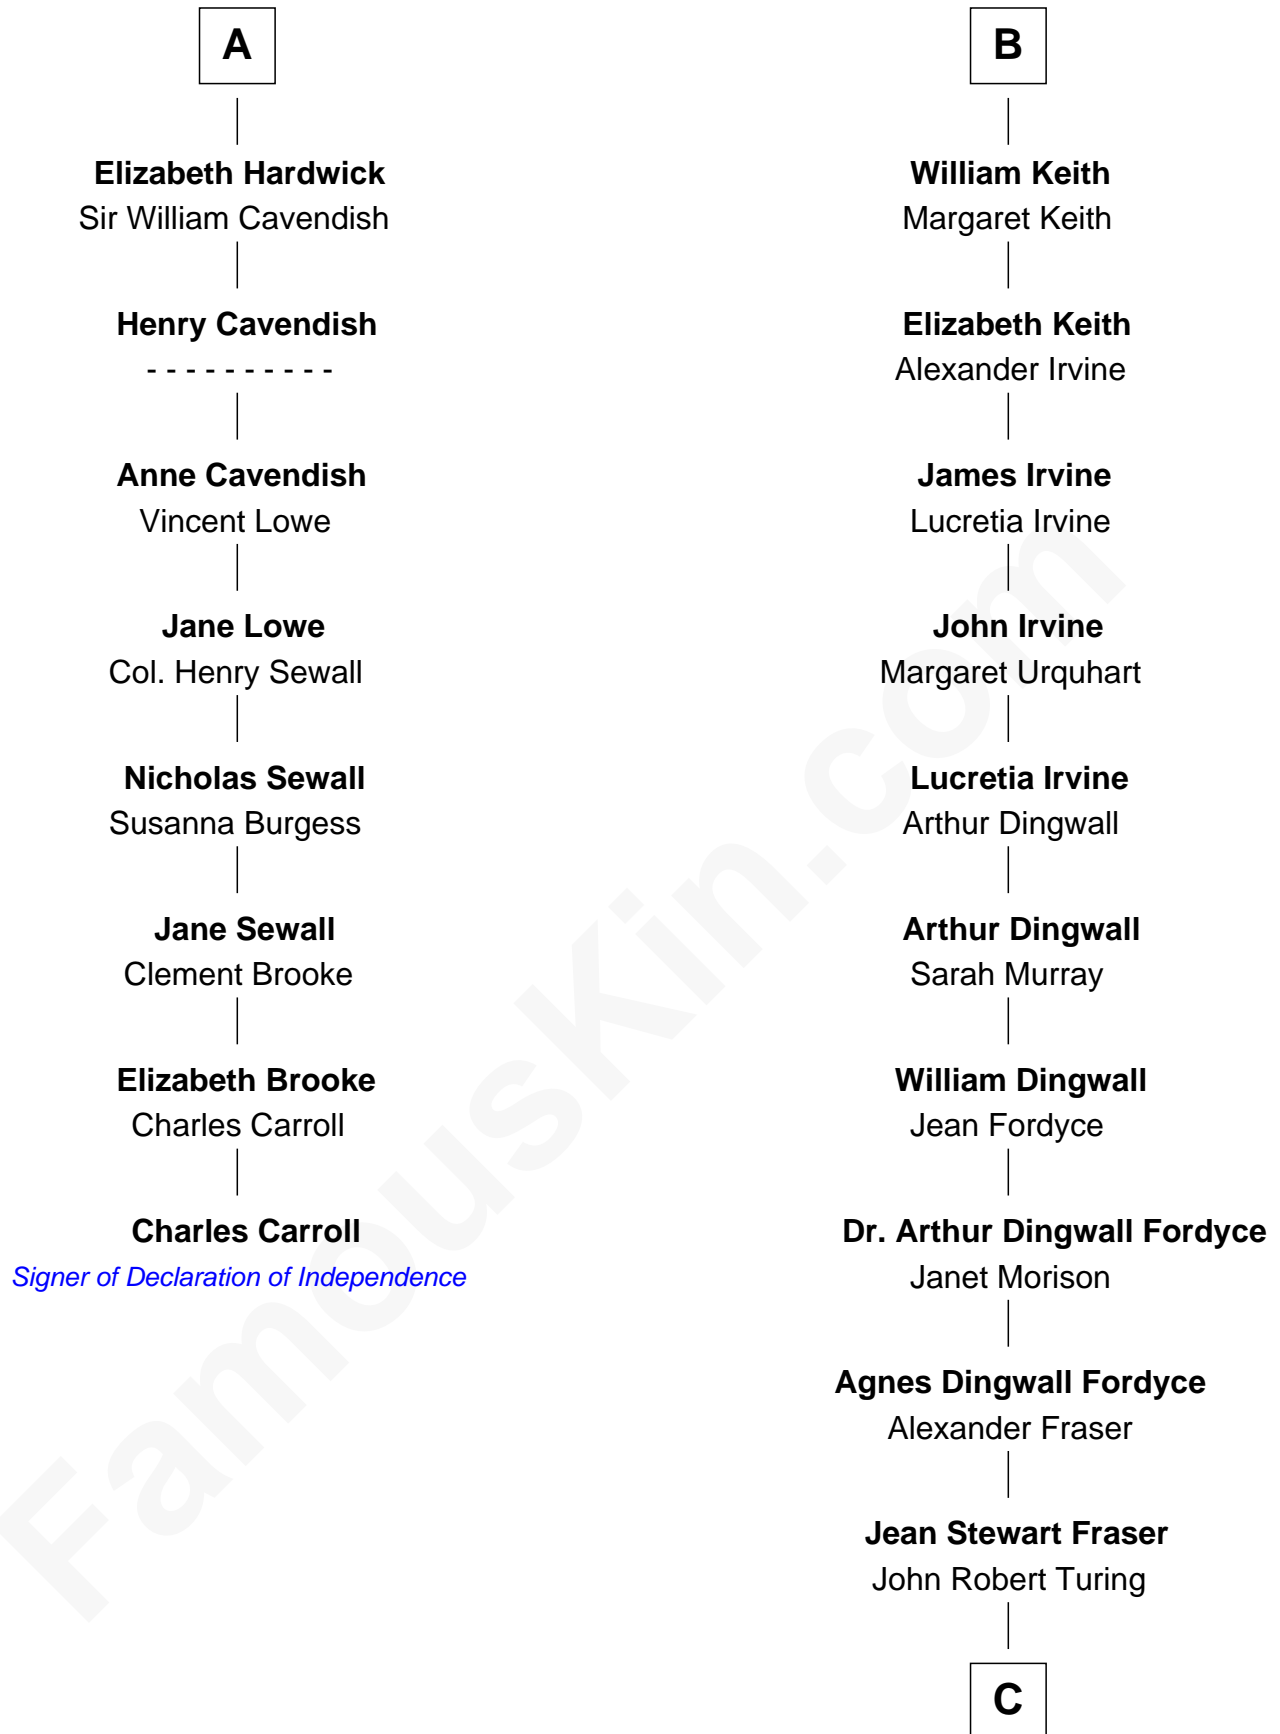 A
Elizabeth Hardwick
Sir William Cavendish
Henry Cavendish
- - - - - - - - - -
Anne Cavendish
Vincent Lowe
Jane Lowe
Col. Henry Sewall
Nicholas Sewall
Susanna Burgess
Jane Sewall
Clement Brooke
Elizabeth Brooke
Charles Carroll
Charles Carroll
Signer of Declaration of Independence
B
William Keith
Margaret Keith
Elizabeth Keith
Alexander Irvine
James Irvine
Lucretia Irvine
John Irvine
Margaret Urquhart
Lucretia Irvine
Arthur Dingwall
Arthur Dingwall
Sarah Murray
William Dingwall
Jean Fordyce
Dr. Arthur Dingwall Fordyce
Janet Morison
Agnes Dingwall Fordyce
Alexander Fraser
Jean Stewart Fraser
John Robert Turing
C
FamousKin.com